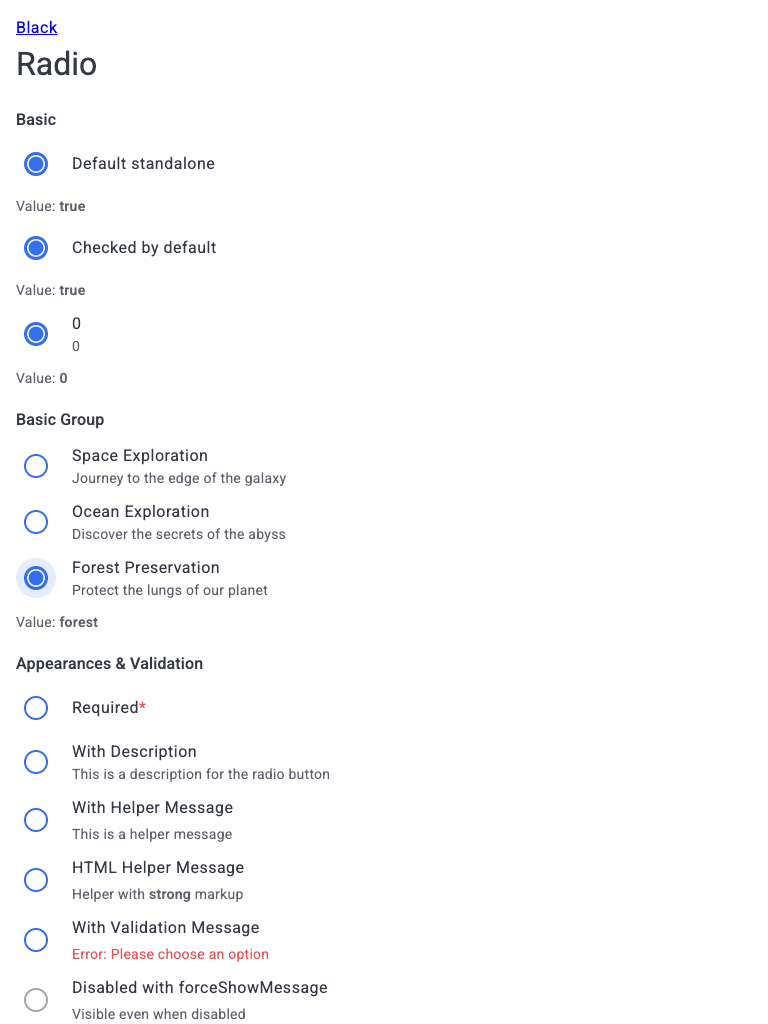 Black
Radio
Basic
Default standalone
Value: true
Checked by default
Value: true
0
0
Value: 0
Basic Group
Space Exploration
Journey to the edge of the galaxy
Ocean Exploration
Discover the secrets of the abyss
Forest Preservation
Protect the lungs of our planet
Value: forest
Appearances & Validation
Required*
With Description
This is a description for the radio button
With Helper Message
This is a helper message
HTML Helper Message
Helper with strong markup
With Validation Message
Error: Please choose an option
Disabled with forceShowMessage
Visible even when disabled